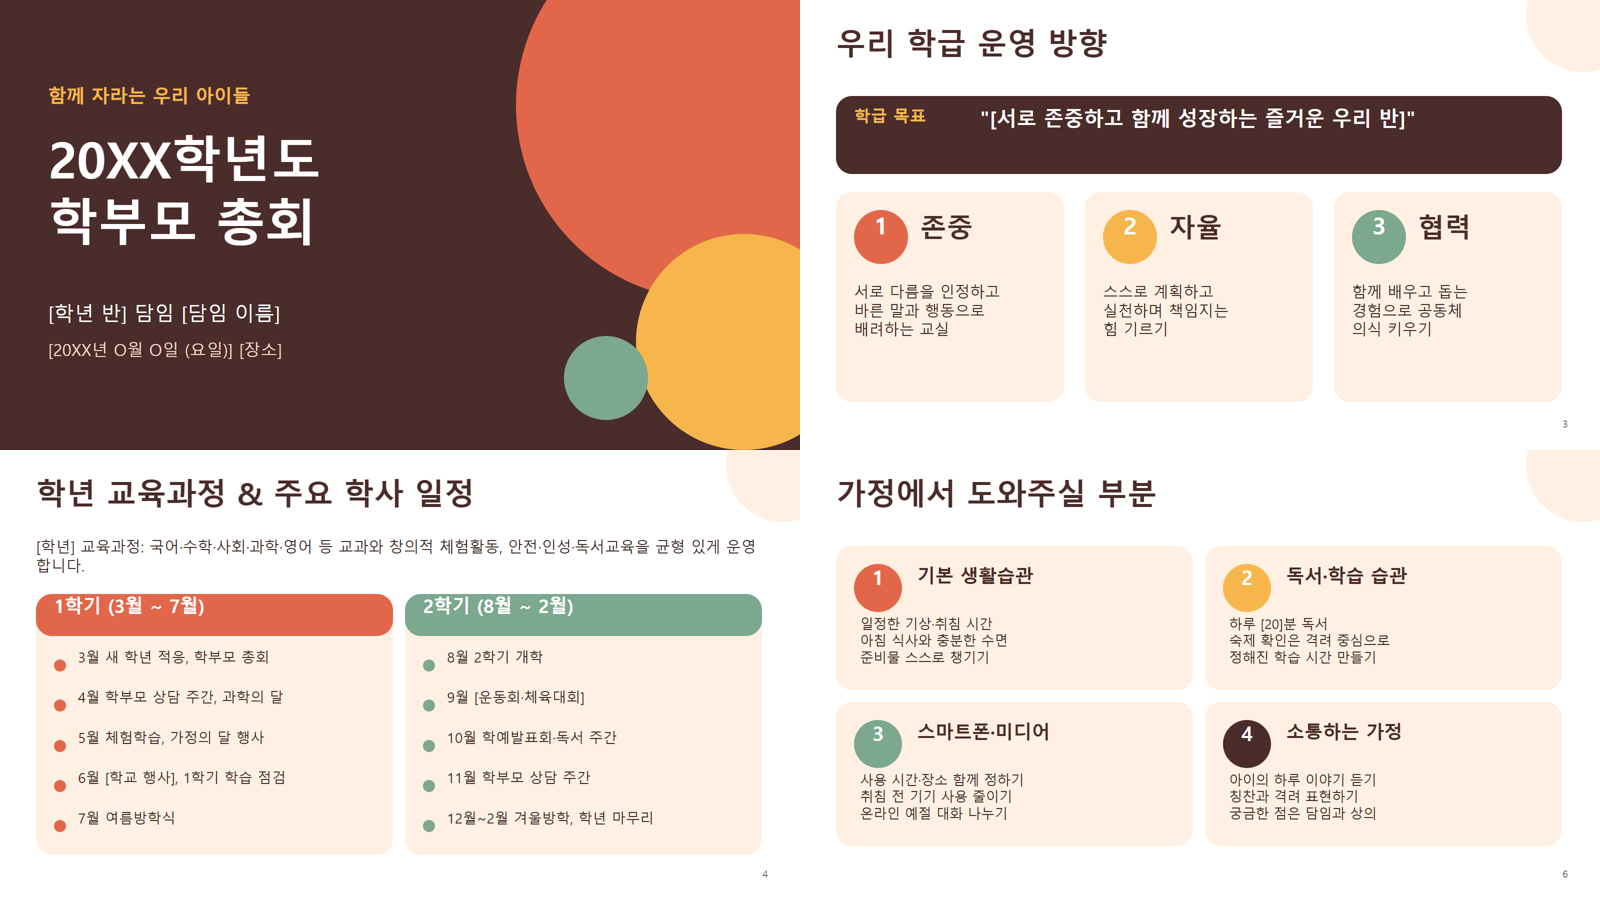 함께 자라는 우리 아이들
20XX학년도
학부모 총회
[학년 반] 담임 [담임 이름]
[20XX년 O월 O일 (요일)] [장소]
우리 학급 운영 방향
학급 목표
"[서로 존중하고 함께 성장하는 즐거운 우리 반]"
1
존중
서로 다름을 인정하고
바른 말과 행동으로
배려하는 교실
2
자율
스스로 계획하고
실천하며 책임지는
힘 기르기
3
협력
함께 배우고 돕는
경험으로 공동체
의식 키우기
3
학년 교육과정 & 주요 학사 일정
[학년] 교육과정: 국어·수학·사회·과학·영어 등 교과와 창의적 체험활동, 안전·인성·독서교육을 균형 있게 운영
합니다.
1학기 (3월 ~ 7월)
3월 새 학년 적응, 학부모 총회
4월 학부모 상담 주간, 과학의 달
5월 체험학습, 가정의 달 행사
6월 [학교 행사], 1학기 학습 점검
7월 여름방학식
2학기 (8월 ~ 2월)
8월 2학기 개학
9월 [운동회·체육대회]
10월 학예발표회·독서 주간
11월 학부모 상담 주간
12월~2월 겨울방학, 학년 마무리
4
가정에서 도와주실 부분
1
기본 생활습관
일정한 기상·취침 시간
아침 식사와 충분한 수면
준비물 스스로 챙기기
2
독서·학습 습관
하루 [20]분 독서
숙제 확인은 격려 중심으로
정해진 학습 시간 만들기
3
스마트폰·미디어
사용 시간·장소 함께 정하기
취침 전 기기 사용 줄이기
온라인 예절 대화 나누기
4
소통하는 가정
아이의 하루 이야기 듣기
칭찬과 격려 표현하기
궁금한 점은 담임과 상의
6